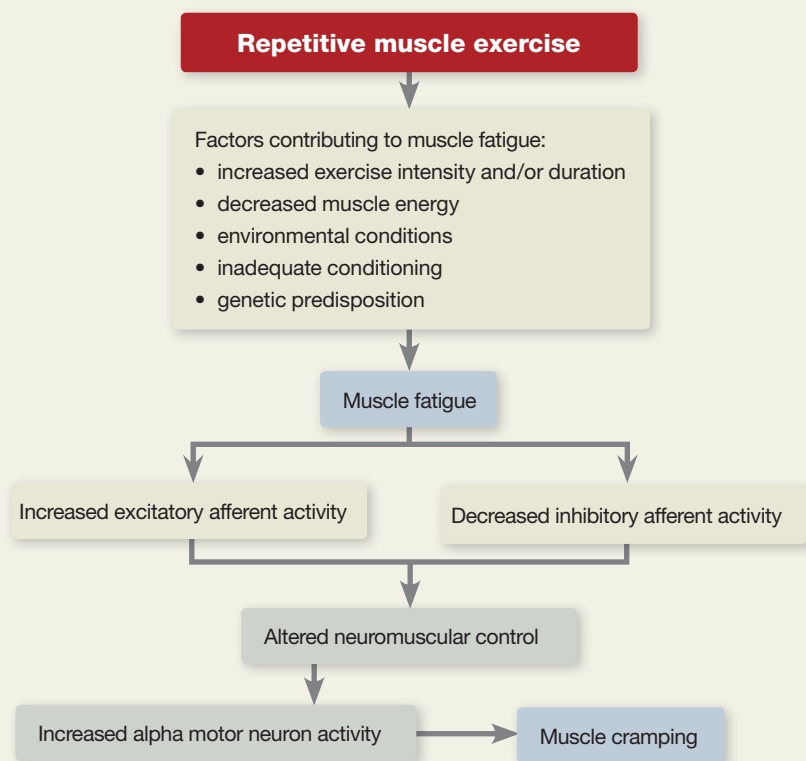 Repetitive muscle exercise
Factors contributing to muscle fatigue:
• increased exercise intensity and/or duration
• decreased muscle energy
• environmental conditions
• inadequate conditioning
• genetic predisposition
Muscle fatigue
Increased excitatory afferent activity
Decreased inhibitory afferent activity
Altered neuromuscular control
Increased alpha motor neuron activity
Muscle cramping